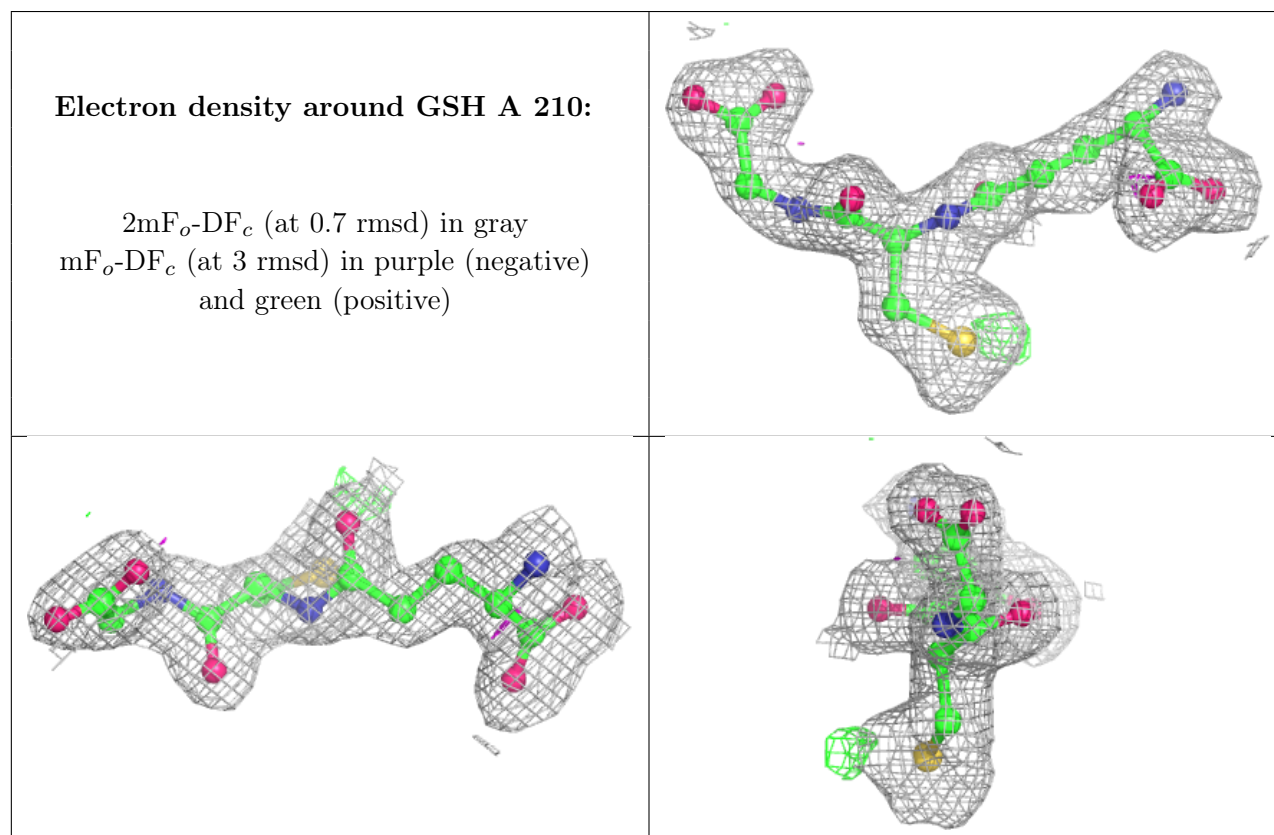 Electron density around GSH A 210:
2mFo-DFc (at 0.7 rmsd) in gray
mFo-DFc (at 3 rmsd) in purple (negative)
and green (positive)